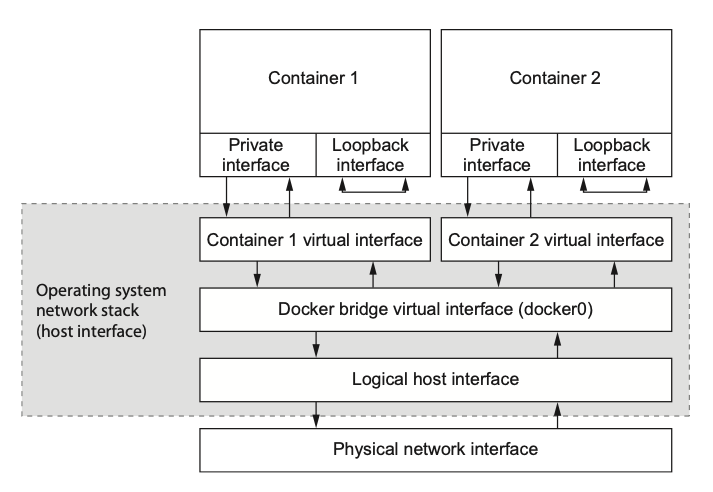 Container 1
Container 2
Private
interface
Loopback
interface
Private
interface
Loopback
interface
Container 1 virtual interface
Container 2 virtual interface
Operating system
network stack
(host interface)
Docker bridge virtual interface (docker0)
Logical host interface
Physical network interface